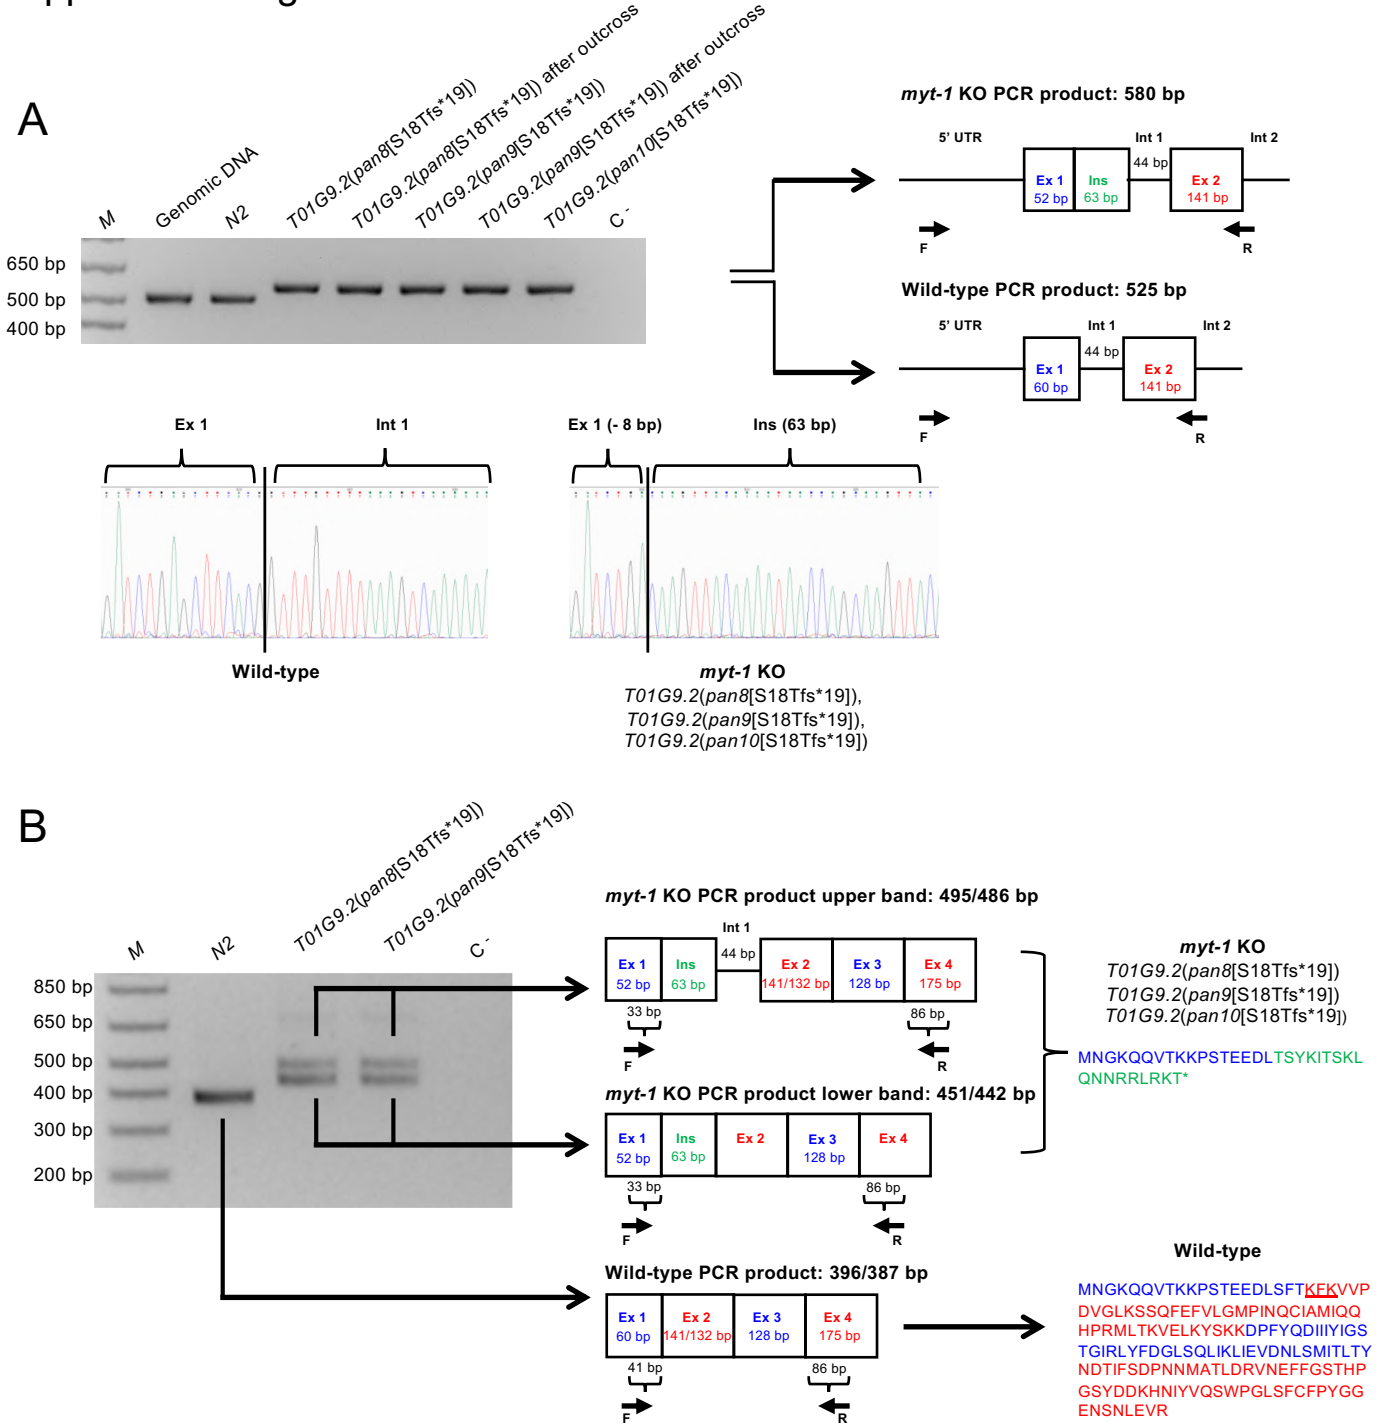 A
M
Genomic DNA
N2
T01G9.2(pan8[S18Tfs*19])
T01G9.2(pan8[S18Tfs*19]) after outcross
T01G9.2(pan9[S18Tfs*19])
T01G9.2(pan9[S18Tfs*19]) after outcross
T01G9.2(pan10[S18Tfs*19])
C -
650 bp
500 bp
400 bp
myt-1 KO PCR product: 580 bp
5' UTR
Int 1
Int 2
44 bp
Ex 1
52 bp
Ins
63 bp
Ex 2
141 bp
F
R
Wild-type PCR product: 525 bp
5' UTR
Int 1
Int 2
44 bp
Ex 1
60 bp
Ex 2
141 bp
F
R
Ex 1
Int 1
Wild-type
Ex 1 (- 8 bp)
Ins (63 bp)
myt-1 KO
T01G9.2(pan8[S18Tfs*19]),
T01G9.2(pan9[S18Tfs*19]),
T01G9.2(pan10[S18Tfs*19])
B
M
N2
T01G9.2(pan8[S18Tfs*19])
T01G9.2(pan9[S18Tfs*19])
C -
850 bp
650 bp
500 bp
400 bp
300 bp
200 bp
myt-1 KO PCR product upper band: 495/486 bp
Int 1
44 bp
Ex 1
52 bp
Ins
63 bp
Ex 2
141/132 bp
Ex 3
128 bp
Ex 4
175 bp
33 bp
86 bp
F
R
myt-1 KO PCR product lower band: 451/442 bp
Ex 1
52 bp
Ins
63 bp
Ex 2
Ex 3
128 bp
Ex 4
33 bp
86 bp
F
R
Wild-type PCR product: 396/387 bp
Ex 1
60 bp
Ex 2
141/132 bp
Ex 3
128 bp
Ex 4
175 bp
41 bp
86 bp
F
R
myt-1 KO
T01G9.2(pan8[S18Tfs*19])
T01G9.2(pan9[S18Tfs*19])
T01G9.2(pan10[S18Tfs*19])
MNGKQQVTKKPSTEEDLTSYKITSKL
QNNRRLRKT*
Wild-type
MNGKQQVTKKPSTEEDLSFTKFKVVP
DVGLKSSQFEFVLGMPINQCIAMIQQ
HPRMLTKVELKYSKKDPFYQDIIIYIGS
TGIRLYFDGLSQLIKLIEVDNLSMITLTY
NDTIFSDPNNMATLDRVNEFFGSTHP
GSYDDKHNIYVQSWPGLSFCFPYGG
ENSNLEVR